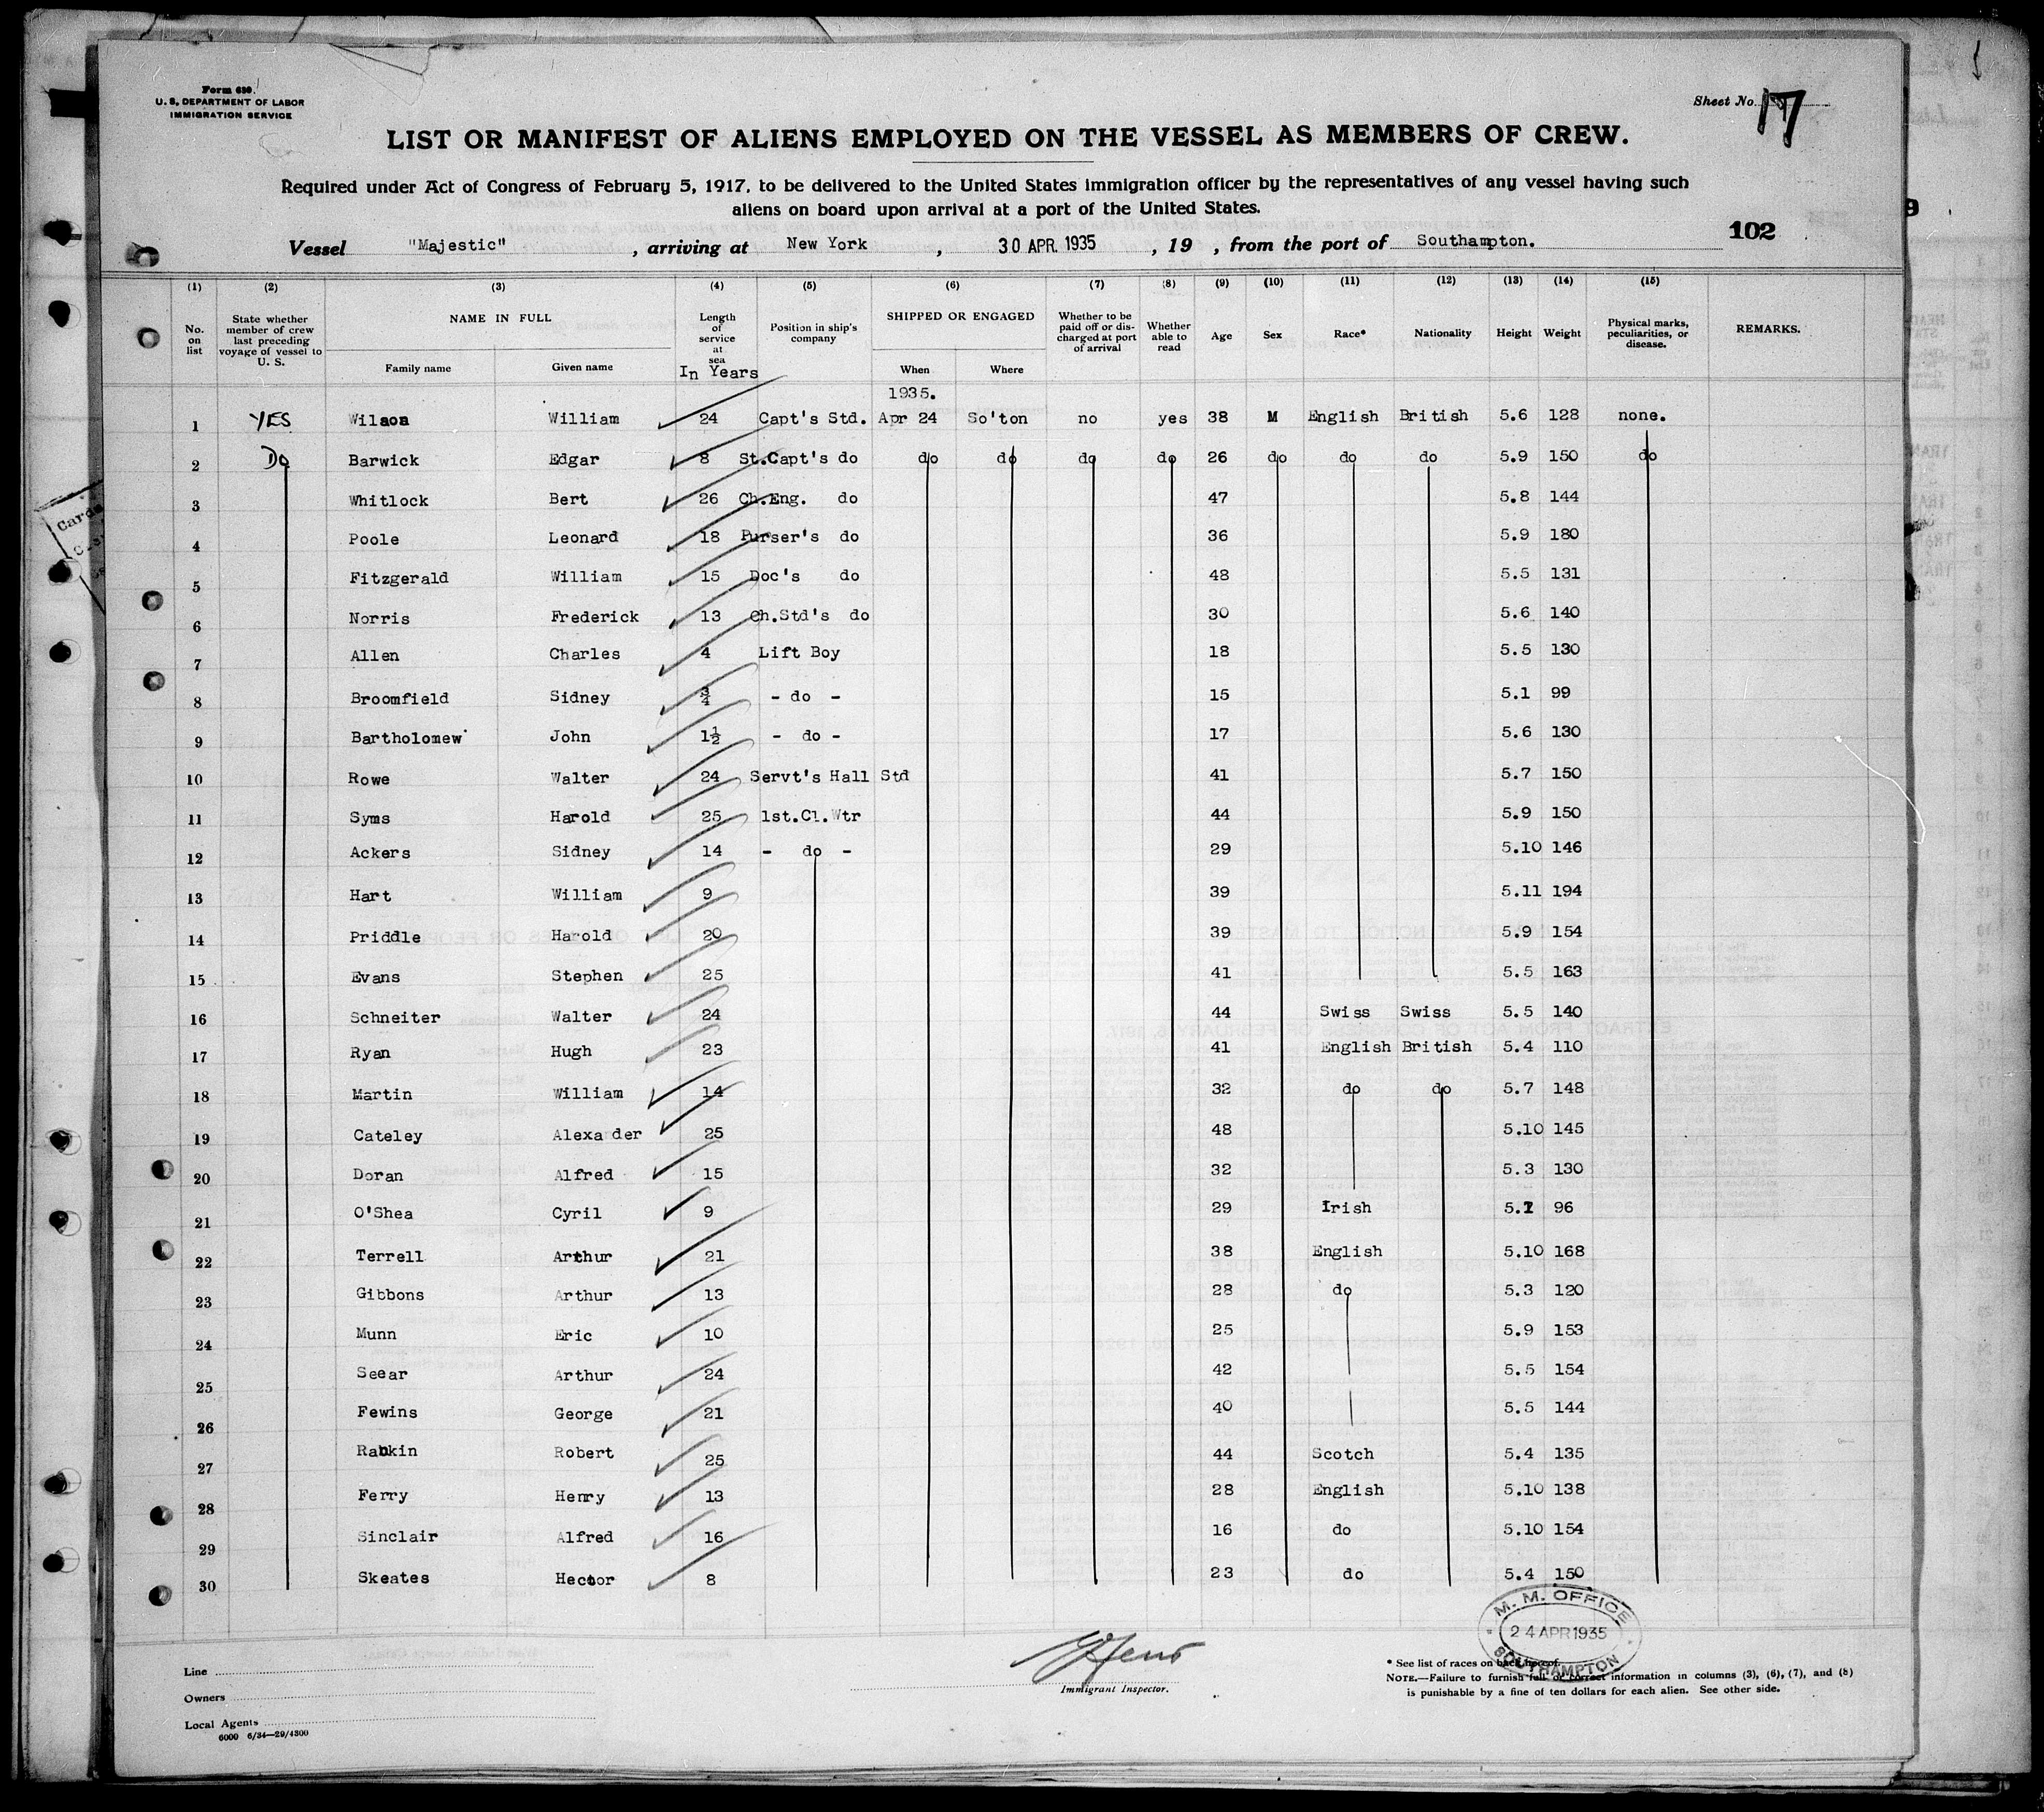 Form 630.
U. S. DEPARTMENT OF LABOR
IMMIGRATION SERVICE
Sheet No. 17
LIST OR MANIFEST OF ALIENS EMPLOYED ON THE VESSEL AS MEMBERS OF CREW.
Required under Act of Congress of February 5, 1917, to be delivered to the United States immigration officer by the representatives of any vessel having such
aliens on board upon arrival at a port of the United States.
102
Vessel "Majestic" , arriving at New York , 30 APR. 1935 , 19 , from the port of Southampton.
(1) (2) (3) (4) (5) (6) (7) (8) (9) (10) (11) (12) (13) (14) (15)
No. on list
State whether member of crew last preceding voyage of vessel to U. S.
NAME IN FULL
Family name
Given name
Length of service at sea
In Years
Position in ship's company
SHIPPED OR ENGAGED
When
Where
Whether to be paid off or discharged at port of arrival
Whether able to read
Age
Sex
Race*
Nationality
Height
Weight
Physical marks, peculiarities, or disease.
REMARKS.
1935.
1 YES Wilson William 24 Capt's Std. Apr 24 So'ton no yes 38 M English British 5.6 128 none.
2 Do Barwick Edgar 8 St.Capt's do do do do do 26 do do do 5.9 150 do
3 Whitlock Bert 26 Ch.Eng. do 47 5.8 144
4 Poole Leonard 18 Purser's do 36 5.9 180
5 Fitzgerald William 15 Doc's do 48 5.5 131
6 Norris Frederick 13 Ch.Std's do 30 5.6 140
7 Allen Charles 4 Lift Boy 18 5.5 130
8 Broomfield Sidney ¾ - do - 15 5.1 99
9 Bartholomew John 1½ - do - 17 5.6 130
10 Rowe Walter 24 Servt's Hall Std 41 5.7 150
11 Syms Harold 25 1st.Cl.Wtr 44 5.9 150
12 Ackers Sidney 14 - do - 29 5.10 146
13 Hart William 9 39 5.11 194
14 Priddle Harold 20 39 5.9 154
15 Evans Stephen 25 41 5.5 163
16 Schneiter Walter 24 44 Swiss Swiss 5.5 140
17 Ryan Hugh 23 41 English British 5.4 110
18 Martin William 14 32 do do 5.7 148
19 Cateley Alexa der 25 48 5.10 145
20 Doran Alfred 15 32 5.3 130
21 O'Shea Cyril 9 29 Irish 96
22 Terrell Arthur 21 38 English 5.10 168
23 Gibbons Arthur 13 28 do 5.3 120
24 Munn Eric 10 25 5.9 153
25 Seear Arthur 24 42 5.5 154
26 Fewins George 21 40 5.5 144
27 Robert 25 44 Scotch 5.4 135
28 Ferry Henry 13 28 English 5.10 138
29 Sinclair Alfred 16 16 do 5.10 154
30 Skeates Hector 8 23 do 5.4 150
M. M. OFFICE
24 APR 1935
SOUTHAMPTON
Line
Owners
Local Agents
6000 6/34—29/4300
Immigrant Inspector.
* See list of races on back hereof.
NOTE.—Failure to furnish full or correct information in columns (3), (6), (7), and (8)
is punishable by a fine of ten dollars for each alien. See other side.